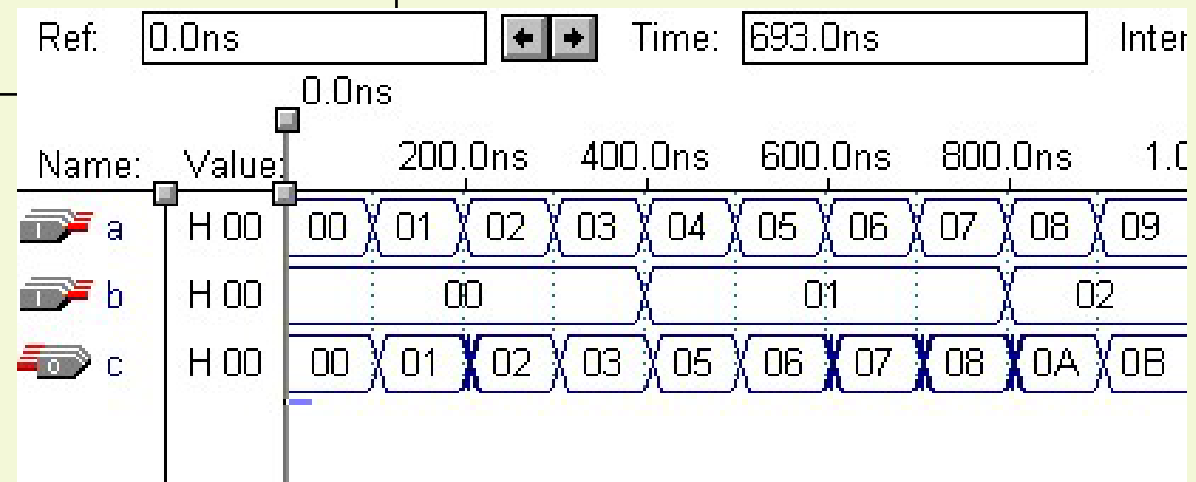 Ref: 0.0ns Time: 693.0ns Inter
0.0ns
Name: Value: 200.0ns 400.0ns 600.0ns 800.0ns 1.0
I a H 00 00 01 02 03 04 05 06 07 08 09
I b H 00 00 01 02
O c H 00 00 01 02 03 05 06 07 08 0A 0B